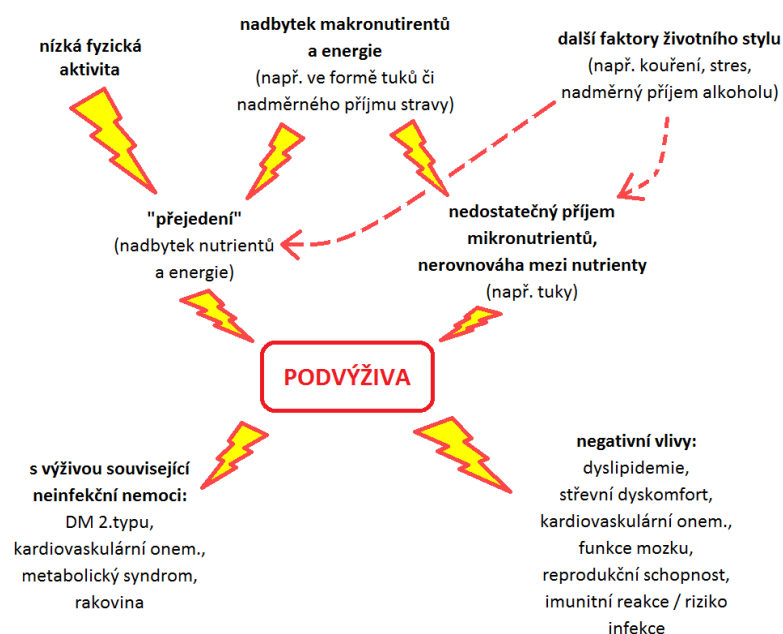 nízká fyzická
aktivita
nadbytek makronutirentů
a energie
(např. ve formě tuků či
nadměrného příjmu stravy)
další faktory životního stylu
(např. kouření, stres,
nadměrný příjem alkoholu)
"přejedení"
(nadbytek nutrientů
a energie)
nedostatečný příjem
mikronutrientů,
nerovnováha mezi nutrienty
(např. tuky)
PODVÝŽIVA
s výživou související
neinfekční nemoci:
DM 2.typu,
kardiovaskulární onem.,
metabolický syndrom,
rakovina
negativní vlivy:
dyslipidemie,
střevní dyskomfort,
kardiovaskulární onem.,
funkce mozku,
reprodukční schopnost,
imunitní reakce / riziko
infekce